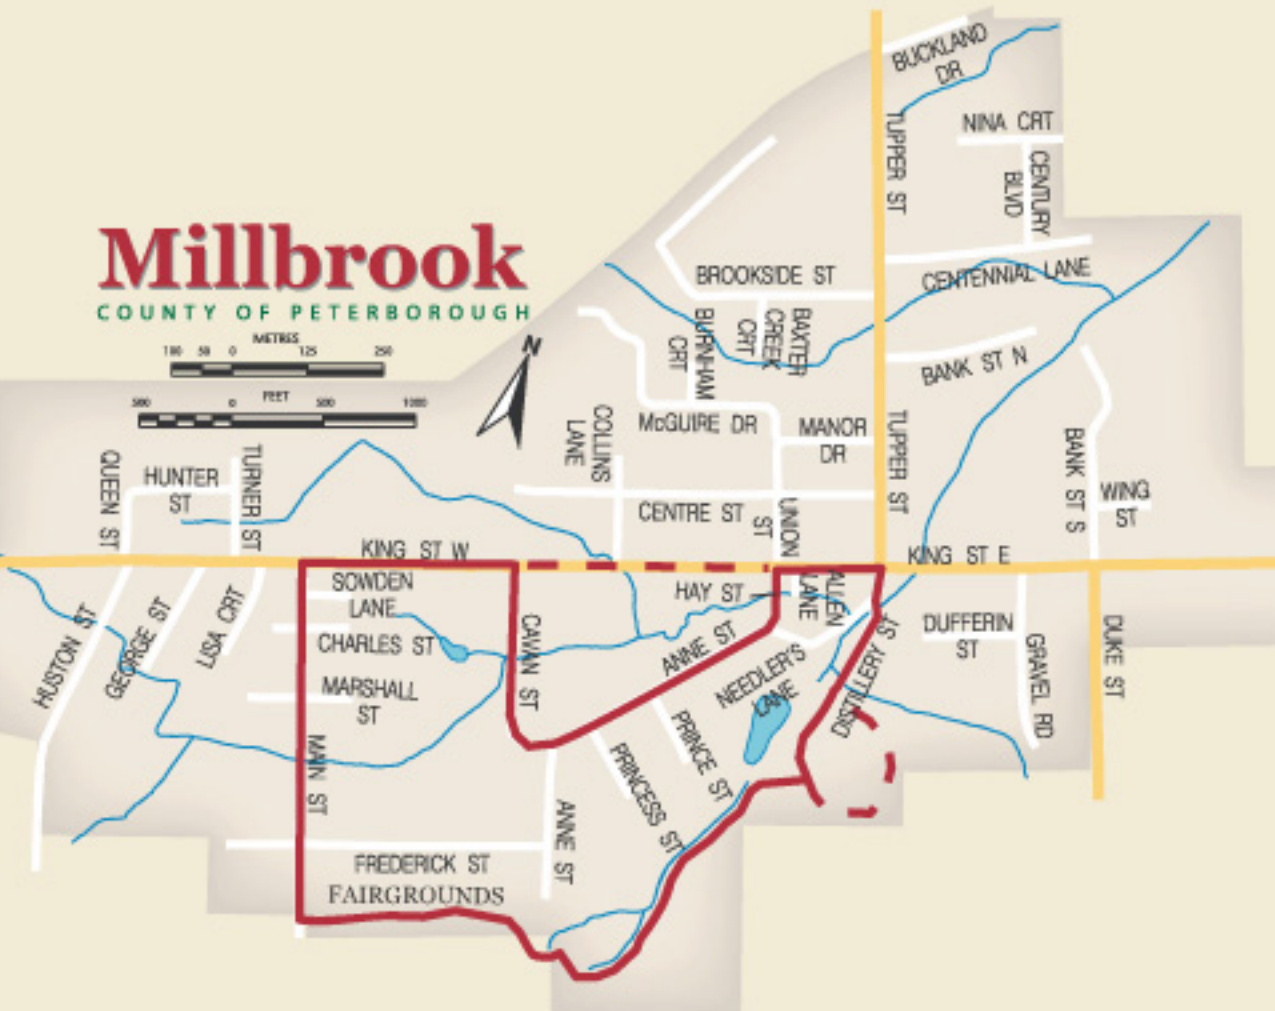 BUCKLAND
DR
TUPPER ST
NINA CRT
CENTURY
BLVD
Millbrook
COUNTY OF PETERBOROUGH
METRES
100 50 0 125 250
FEET
500 0 500 1000
N
BROOKSIDE ST
CENTENNIAL LANE
BURNHAM
CRT
BAXTER
CREEK
CRT
BANK ST N
McGUIRE DR
MANOR
DR
COLLINS
LANE
TUPPER ST
BANK ST S
WING
ST
QUEEN ST
HUNTER
ST
TURNER ST
CENTRE ST
UNION
ST
KING ST W
KING ST E
SOWDEN
LANE
HAY ST
ALLEN
LANE
HUSTON ST
GEORGE ST
LISA CRT
CHARLES ST
CAVAN ST
ANNE ST
NEEDLER'S
LANE
DISTILLERY ST
DUFFERIN
ST
GRAVEL RD
DUKE ST
MARSHALL
ST
MAIN ST
PRINCE ST
PRINCESS ST
ANNE ST
FREDERICK ST
FAIRGROUNDS